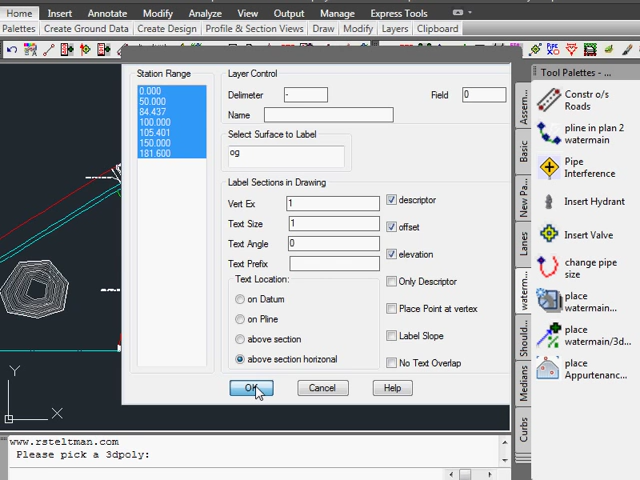 Home Insert Annotate Modify Analyze View Output Manage Express Tools
Palettes Create Ground Data Create Design Profile & Section Views Draw Modify Layers Clipboard
Station Range
0.000
50.000
84.437
100.000
105.401
150.000
181.600
Layer Control
Delimeter - Field 0
Name
Select Surface to Label
og
Label Sections in Drawing
Vert Ex 1
Text Size 1
Text Angle 0
Text Prefix
Text Location:
on Datum
on Pline
above section
above section horizonal
descriptor
offset
elevation
Only Descriptor
Place Point at vertex
Label Slope
No Text Overlap
OK Cancel Help
Tool Palettes - ...
Constr o/s
Roads
pline in plan 2
watermain
Pipe
Interference
Insert Hydrant
Insert Valve
change pipe
size
place
watermain...
place
watermain/3d...
place
Appurtenanc...
Assem...
Basic
New Pa...
Lanes
waterm...
Should...
Medians
Curbs
Y
X
www.rsteltman.com
Please pick a 3dpoly: